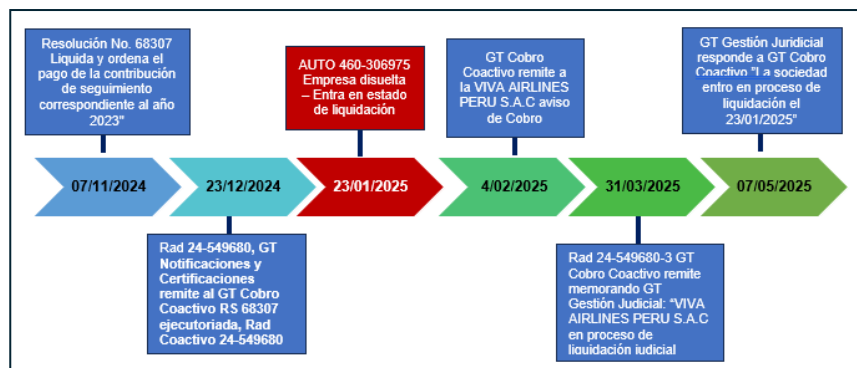 Resolución No. 68307
Liquida y ordena el
pago de la contribución
de seguimiento
correspondiente al año
2023"
AUTO 460-306975
Empresa disuelta
– Entra en estado
de liquidación
GT Cobro
Coactivo remite a
la VIVA AIRLINES
PERU S.A.C aviso
de Cobro
GT Gestión Juridicial
responde a GT Cobro
Coactivo "La sociedad
entro en proceso de
liquidación el
23/01/2025"
07/11/2024
23/12/2024
23/01/2025
4/02/2025
31/03/2025
07/05/2025
Rad 24-549680, GT
Notificaciones y
Certificaciones
remite al GT Cobro
Coactivo RS 68307
ejecutoriada, Rad
Coactivo 24-549680
Rad 24-549680-3 GT
Cobro Coactivo remite
memorando GT
Gestión Judicial: “VIVA
AIRLINES PERU S.A.C
en proceso de
liquidación judicial